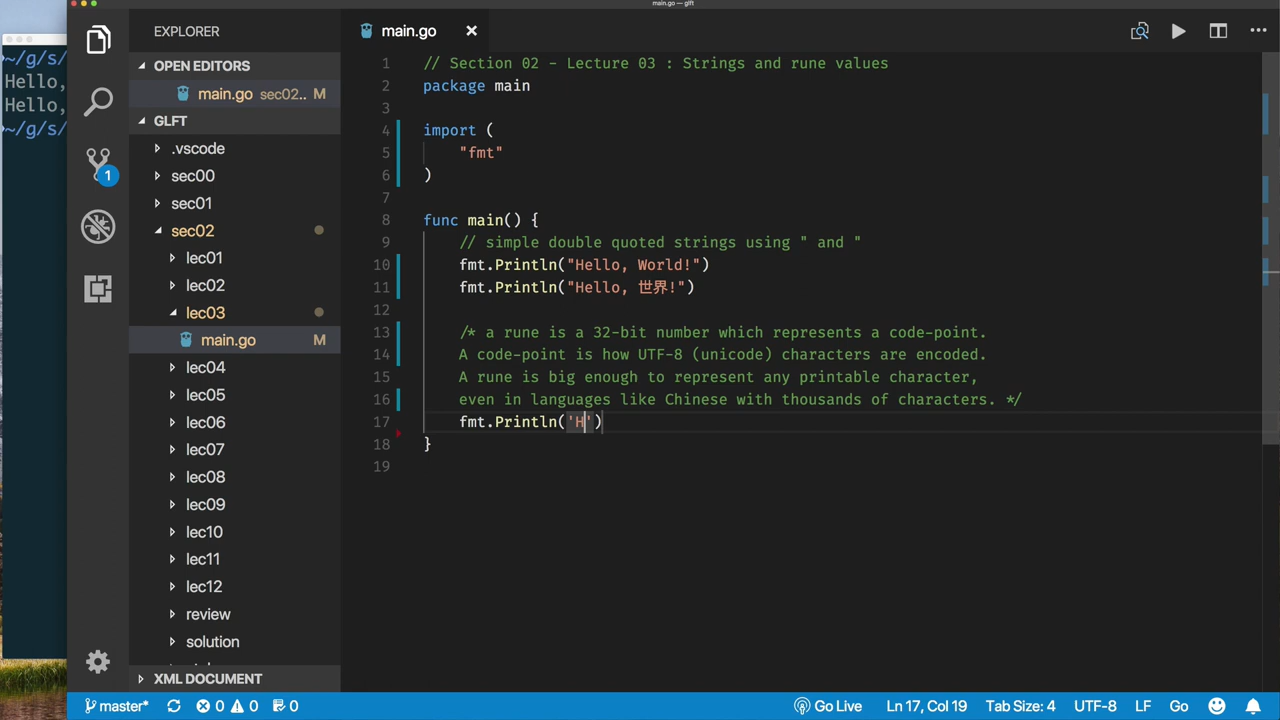 main.go — glft
~/g/s/
Hello,
Hello,
~/g/s/
EXPLORER
OPEN EDITORS
main.go sec02.. M
GLFT
.vscode
sec00
sec01
sec02
lec01
lec02
lec03
main.go M
lec04
lec05
lec06
lec07
lec08
lec09
lec10
lec11
lec12
review
solution
XML DOCUMENT
1
main.go
1 // Section 02 - Lecture 03 : Strings and rune values
2 package main
3
4 import (
5 "fmt"
6 )
7
8 func main() {
9 // simple double quoted strings using " and "
10 fmt.Println("Hello, World!")
11 fmt.Println("Hello, 世界!")
12
13 /* a rune is a 32-bit number which represents a code-point.
14 A code-point is how UTF-8 (unicode) characters are encoded.
15 A rune is big enough to represent any printable character,
16 even in languages like Chinese with thousands of characters. */
17 fmt.Println('H')
18 }
19
master* 0 0 0 Go Live Ln 17, Col 19 Tab Size: 4 UTF-8 LF Go